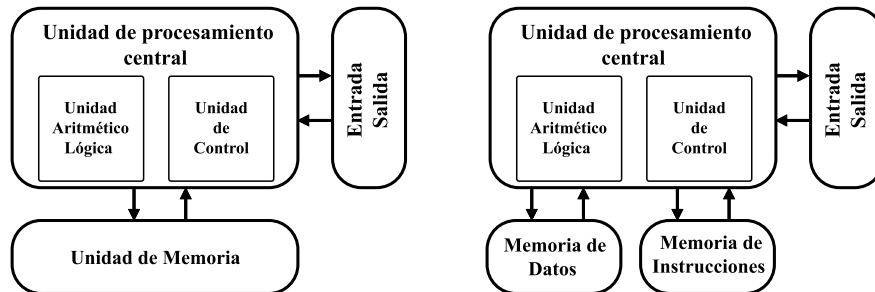 Unidad de procesamiento
central
Unidad
Aritmético
Lógica
Unidad
de
Control
Entrada
Salida
Unidad de Memoria
Unidad de procesamiento
central
Unidad
Aritmético
Lógica
Unidad
de
Control
Entrada
Salida
Memoria de
Datos
Memoria de
Instrucciones